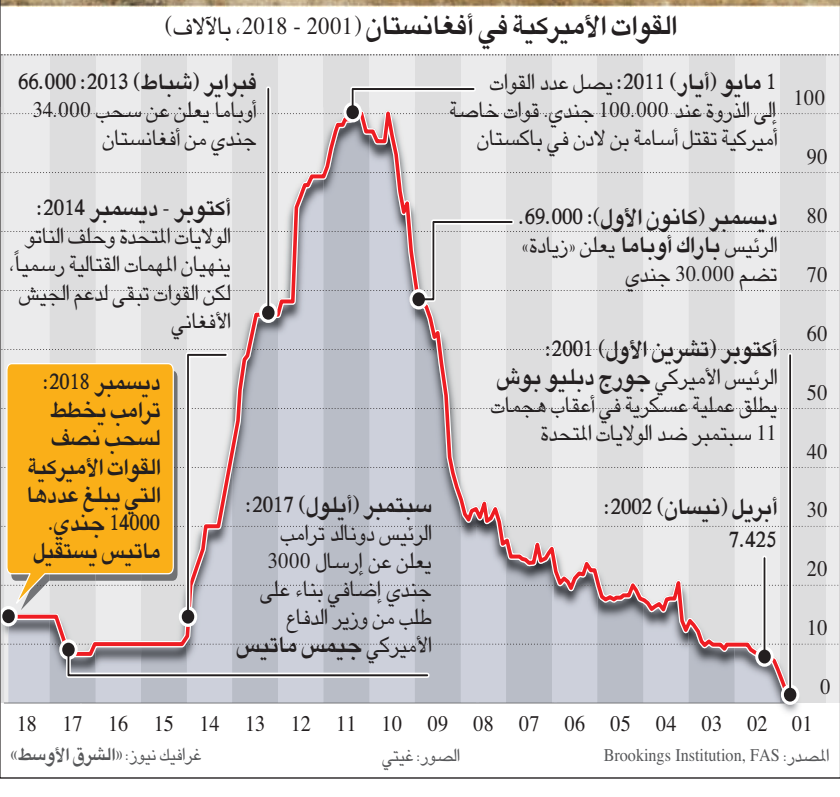 القوات الأميركية في أفغانستان (2001 - 2018، بالآلاف)
1 مايو (أيار) 2011: يصل عدد القوات
إلى الذروة عند 100.000 جندي. قوات خاصة
أميركية تقتل أسامة بن لادن في باكستان
فبراير (شباط) 2013: 66.000
أوباما يعلن عن سحب 34.000
جندي من أفغانستان
ديسمبر (كانون الأول): 69.000.
الرئيس باراك أوباما يعلن «زيادة»
تضم 30.000 جندي
أكتوبر - ديسمبر 2014:
الولايات المتحدة وحلف الناتو
ينهيان المهمات القتالية رسمياً،
لكن القوات تبقى لدعم الجيش
الأفغاني
أكتوبر (تشرين الأول) 2001:
الرئيس الأميركي جورج دبليو بوش
يطلق عملية عسكرية في أعقاب هجمات
11 سبتمبر ضد الولايات المتحدة
ديسمبر 2018:
ترامب يخطط
لسحب نصف
القوات الأميركية
التي يبلغ عددها
14000 جندي.
ماتيس يستقيل
أبريل (نيسان) 2002:
7.425
سبتمبر (أيلول) 2017:
الرئيس دونالد ترامب
يعلن عن إرسال 3000
جندي إضافي بناء على
طلب من وزير الدفاع
الأميركي جيمس ماتيس
100
90
80
70
60
50
40
30
20
10
0
18 17 16 15 14 13 12 11 10 09 08 07 06 05 04 03 02 01
المصدر: Brookings Institution, FAS
الصور: غيتي
غرافيك نيوز: «الشرق الأوسط»